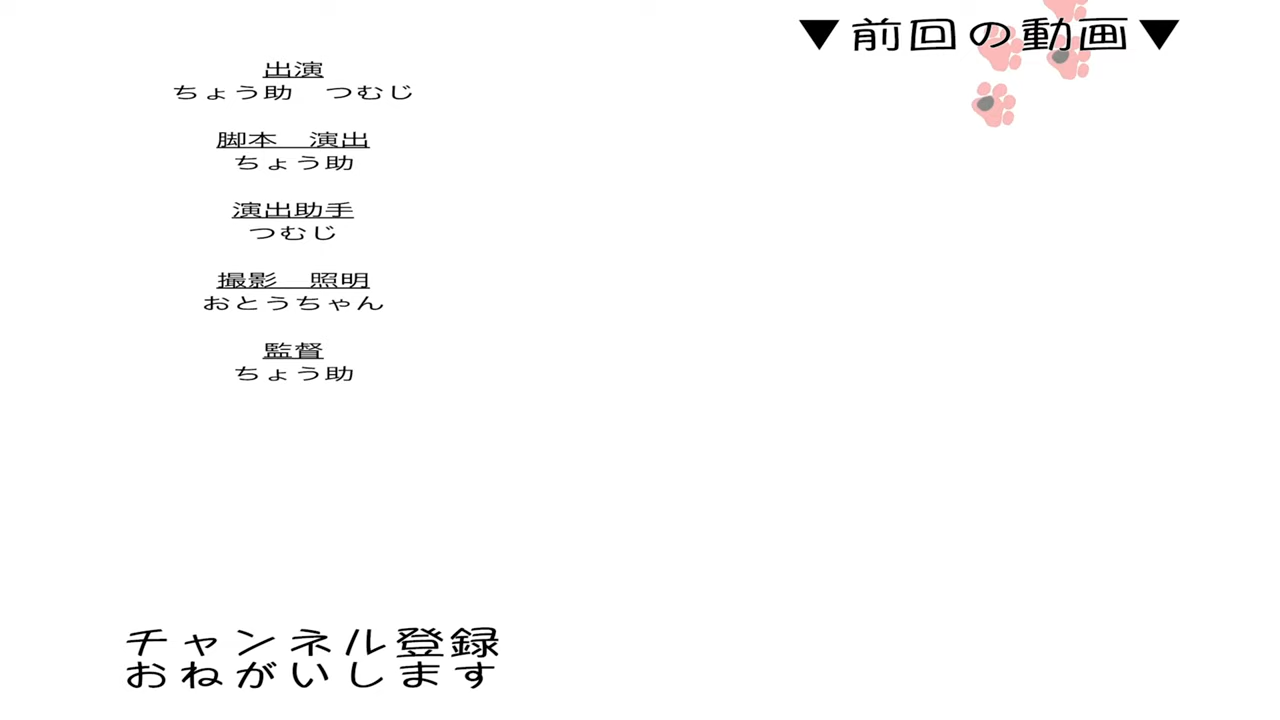 ▼前回の動画▼
出演
ちょう助　つむじ
脚本　演出
ちょう助
演出助手
つむじ
撮影　照明
おとうちゃん
監督
ちょう助
チャンネル登録
おねがいします